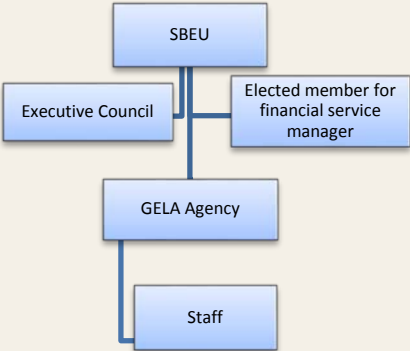 SBEU
Executive Council
Elected member for
financial service
manager
GELA Agency
Staff